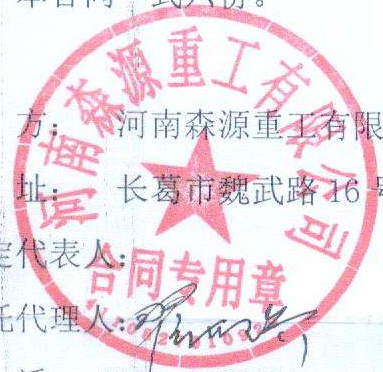 本合同一式六份。
方：河南森源重工有限
址：长葛市魏武路16号
定代表人：
托代理人：
河南森源重工有限公司
合同专用章